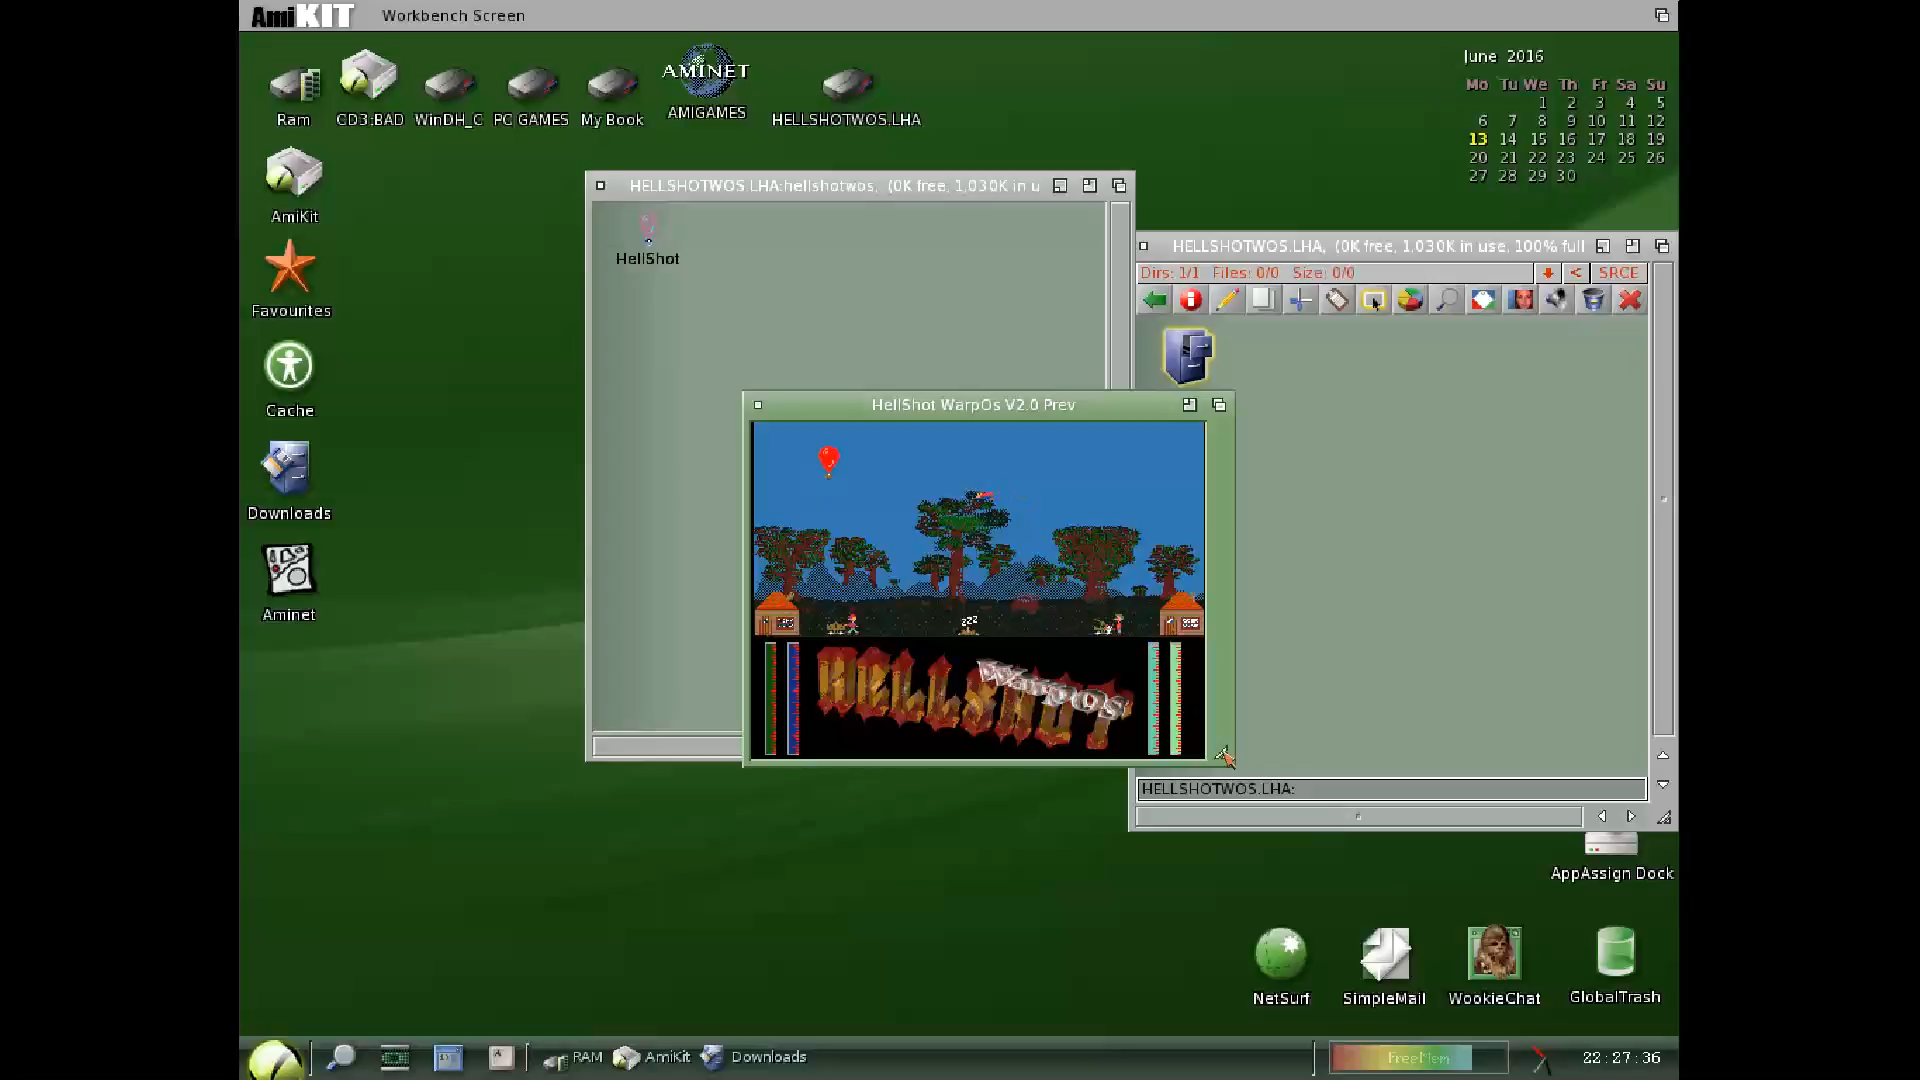 AmiKIT Workbench Screen
June 2016
Mo Tu We Th Fr Sa Su
1 2 3 4 5
6 7 8 9 10 11 12
13 14 15 16 17 18 19
20 21 22 23 24 25 26
27 28 29 30
Ram
CD3:BAD
WinDH_C
PC GAMES
My Book
AMINET
AMIGAMES
HELLSHOTWOS.LHA
AmiKit
Favourites
Cache
Downloads
Aminet
HELLSHOTWOS.LHA:hellshotwos, (0K free, 1,030K in u
HellShot
HELLSHOTWOS.LHA, (0K free, 1,030K in use, 100% full
Dirs: 1/1 Files: 0/0 Size: 0/0 < SRCE
HellShot WarpOs V2.0 Prev
zzz
HELLSHOT
WarpOS
HELLSHOTWOS.LHA:
AppAssign Dock
NetSurf
SimpleMail
WookieChat
GlobalTrash
RAM
AmiKit
Downloads
FreeMem
22:27:36